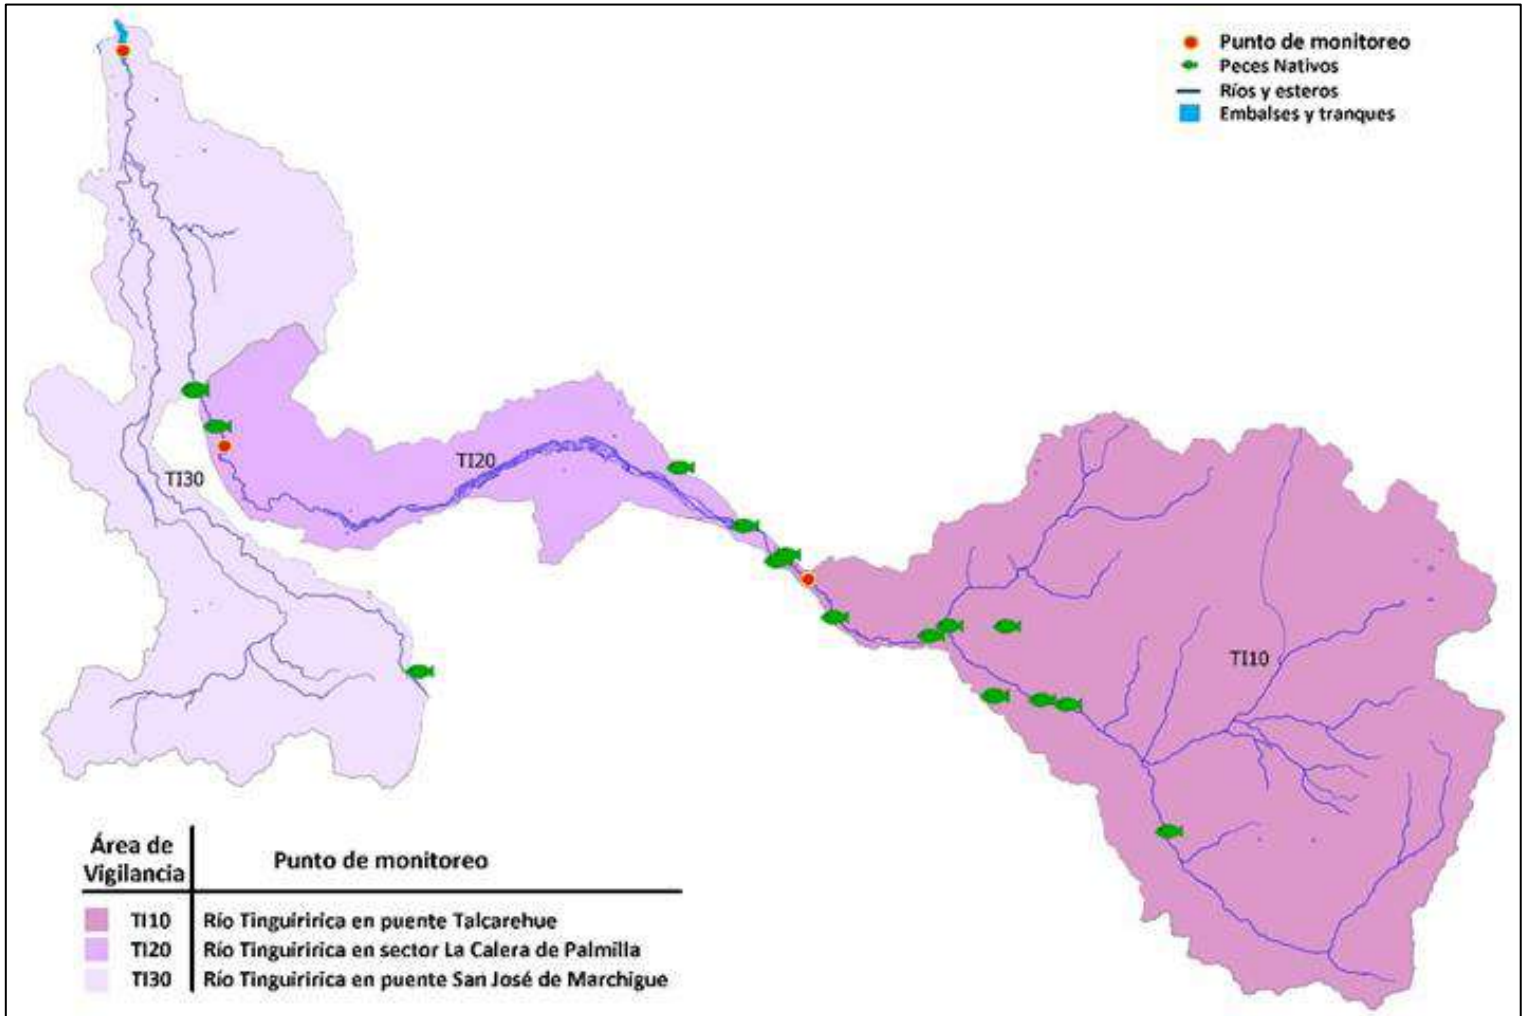 Punto de monitoreo
Peces Nativos
Ríos y esteros
Embalses y tranques
TI30
TI20
TI10
Área de Vigilancia
Punto de monitoreo
TI10 Río Tinguiririca en puente Talcarehue
TI20 Río Tinguiririca en sector La Calera de Palmilla
TI30 Río Tinguiririca en puente San José de Marchigue